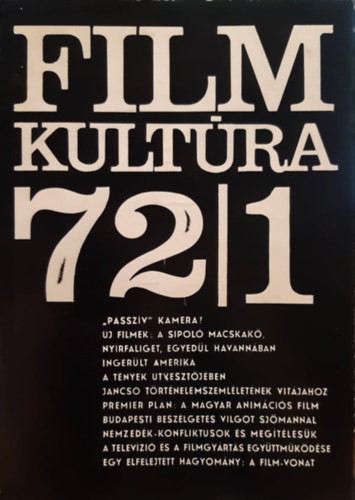 FILM
KULTÚRA
72|1
„PASSZÍV" KAMERA?
ÚJ FILMEK: A SÍPOLÓ MACSKAKŐ,
NYÍRFALIGET, EGYEDÜL HAVANNÁBAN
INGERÜLT AMERIKA
A TÉNYEK ÜTKESZTŐJÉBEN
JANCSÓ TÖRTÉNELEMSZEMLÉLETÉNEK VITÁJÁHOZ
PREMIER PLAN: A MAGYAR ANIMÁCIÓS FILM
BUDAPESTI BESZÉLGETÉS VILGOT SJÖMANNAL
NEMZEDÉK-KONFLIKTUSOK ÉS MEGÍTÉLÉSÜK
A TELEVÍZIÓ ÉS A FILMGYÁRTÁS EGYÜTTMŰKÖDÉSE
EGY ELFELEJTETT HAGYOMÁNY: A FILM-VONAT